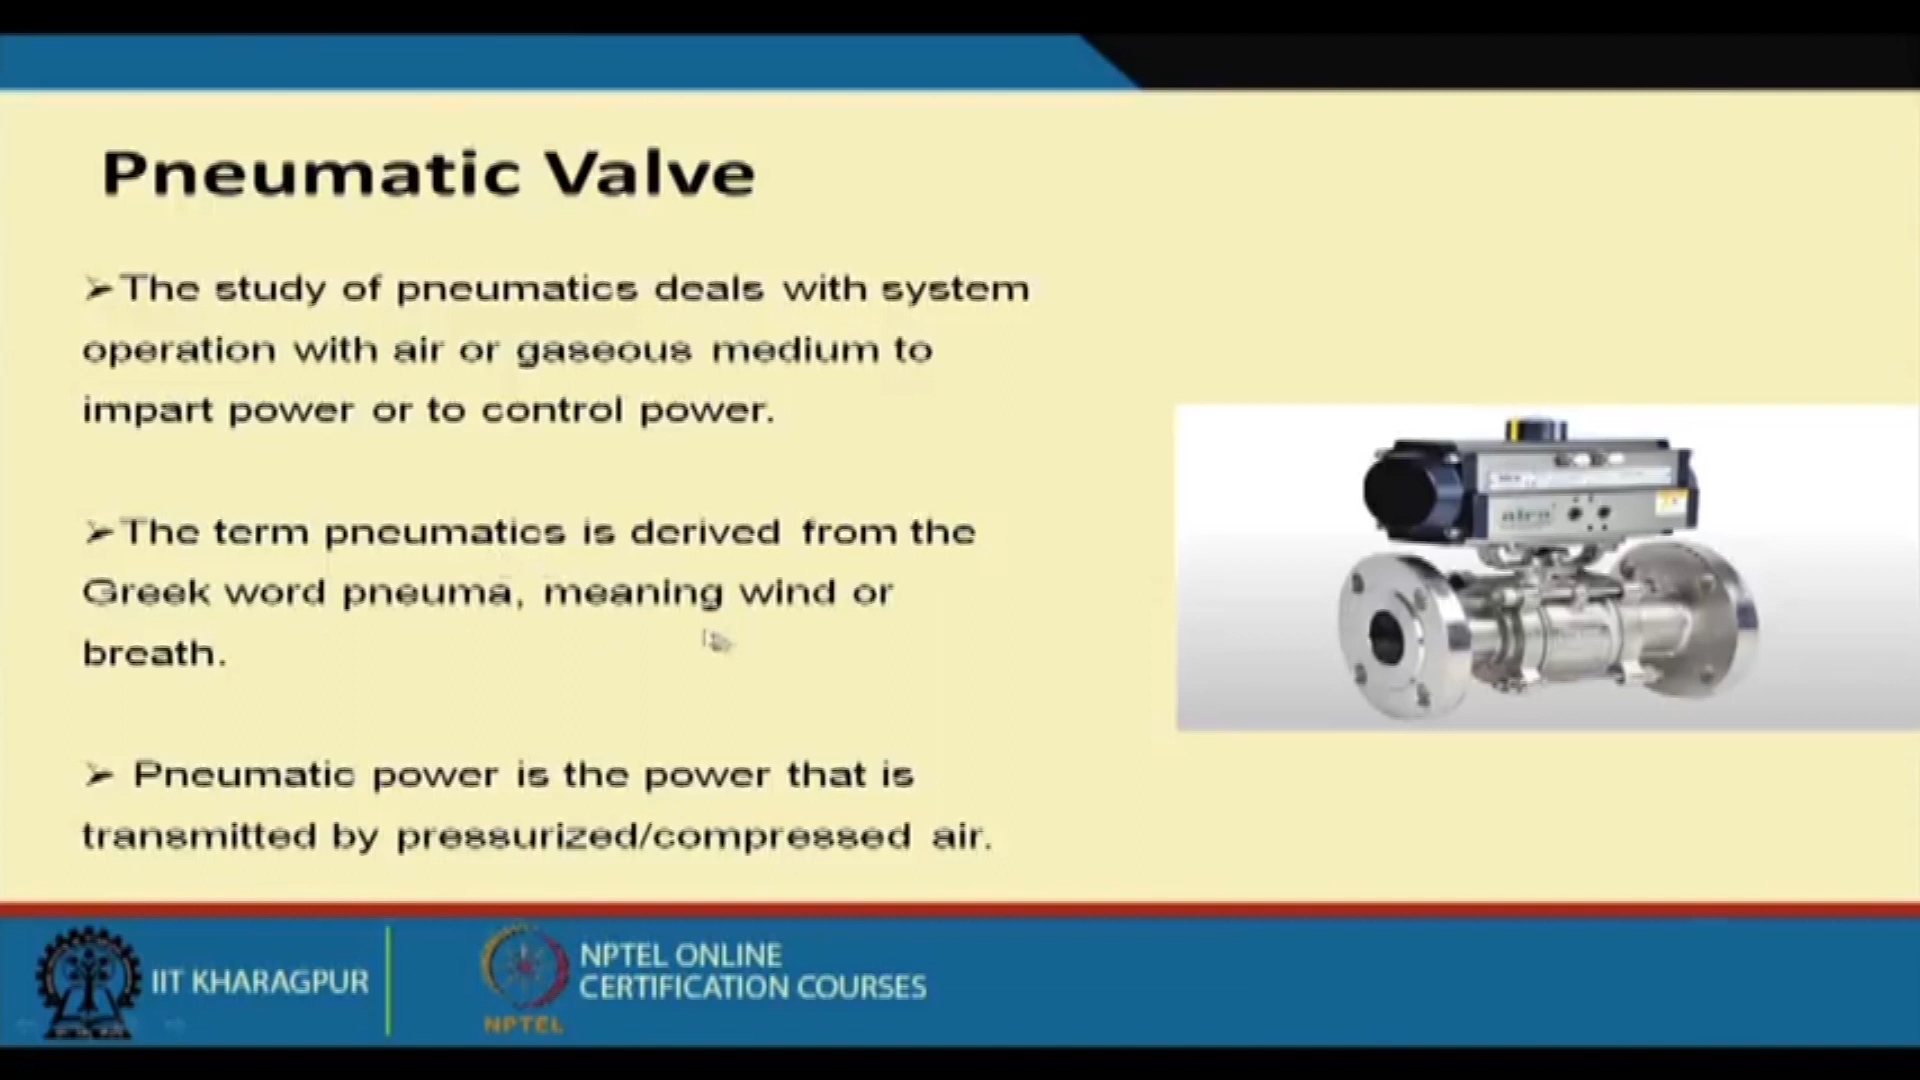 Pneumatic Valve
➢The study of pneumatics deals with system
operation with air or gaseous medium to
impart power or to control power.
➢The term pneumatics is derived from the
Greek word pneuma, meaning wind or
breath.
➢ Pneumatic power is the power that is
transmitted by pressurized/compressed air.
IIT KHARAGPUR
NPTEL
NPTEL ONLINE
CERTIFICATION COURSES